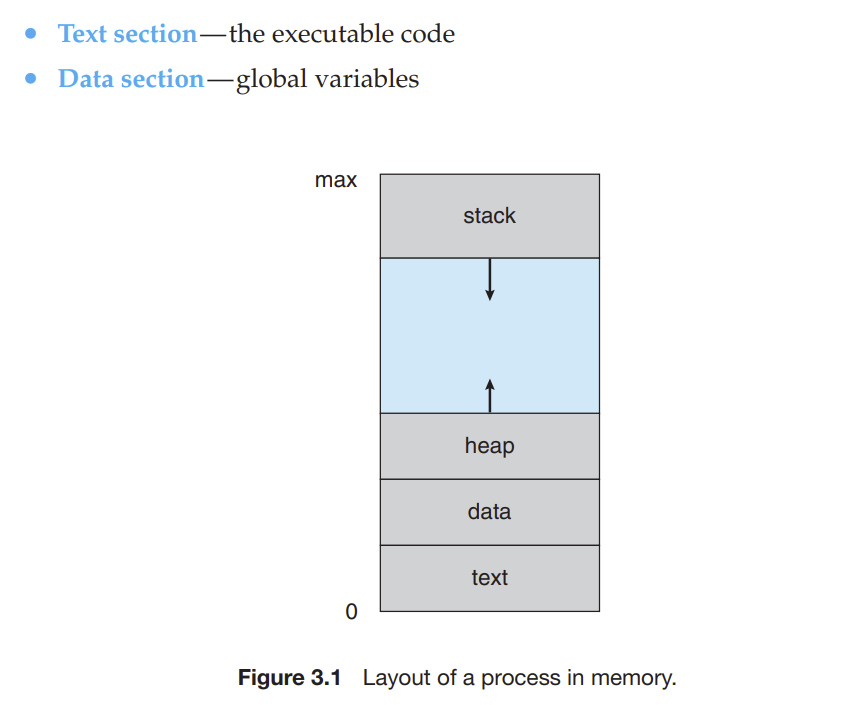 • Text section—the executable code
• Data section—global variables
max
stack
heap
data
text
0
Figure 3.1 Layout of a process in memory.